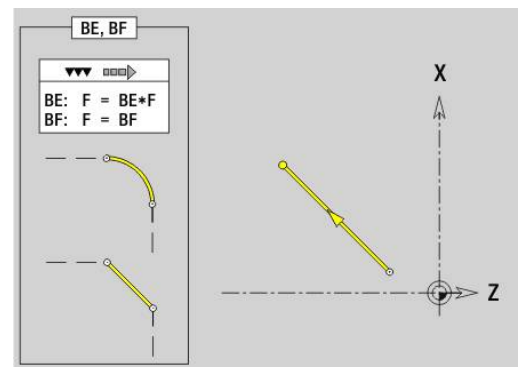 BE, BF
BE: F = BE*F
BF: F = BF
X
Z